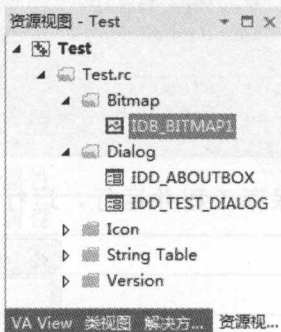 资源视图 - Test
Test
Test.rc
Bitmap
IDB_BITMAP1
Dialog
IDD_ABOUTBOX
IDD_TEST_DIALOG
Icon
String Table
Version
VA View 类视图 解决方... 资源视...